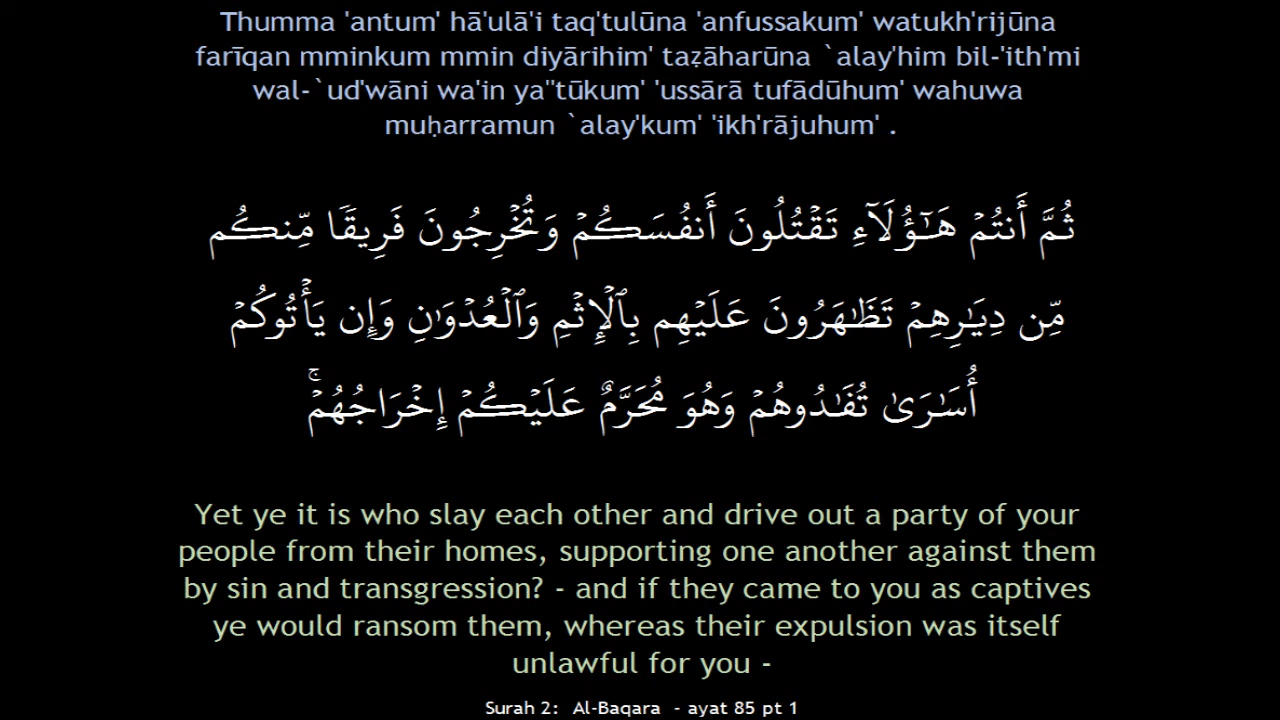 Thumma 'antum' hā'ulā'i taq'tulūna 'anfussakum' watukh'rijūna
farīqan mminkum mmin diyārihim' taẓāharūna `alay'him bil-'ith'mi
wal-`ud'wāni wa'in ya''tūkum' 'ussārā tufādūhum' wahuwa
muḥarramun `alay'kum' 'ikh'rājuhum' .
ثُمَّ أَنتُمْ هَـٰٓؤُلَآءِ تَقْتُلُونَ أَنفُسَكُمْ وَتُخْرِجُونَ فَرِيقًا مِّنكُم
مِّن دِيَـٰرِهِمْ تَظَـٰهَرُونَ عَلَيْهِم بِٱلْإِثْمِ وَٱلْعُدْوَٰنِ وَإِن يَأْتُوكُمْ
أُسَـٰرَىٰ تُفَـٰدُوهُمْ وَهُوَ مُحَرَّمٌ عَلَيْكُمْ إِخْرَاجُهُمْ ۚ
Yet ye it is who slay each other and drive out a party of your
people from their homes, supporting one another against them
by sin and transgression? - and if they came to you as captives
ye would ransom them, whereas their expulsion was itself
unlawful for you -
Surah 2:  Al-Baqara  - ayat 85 pt 1